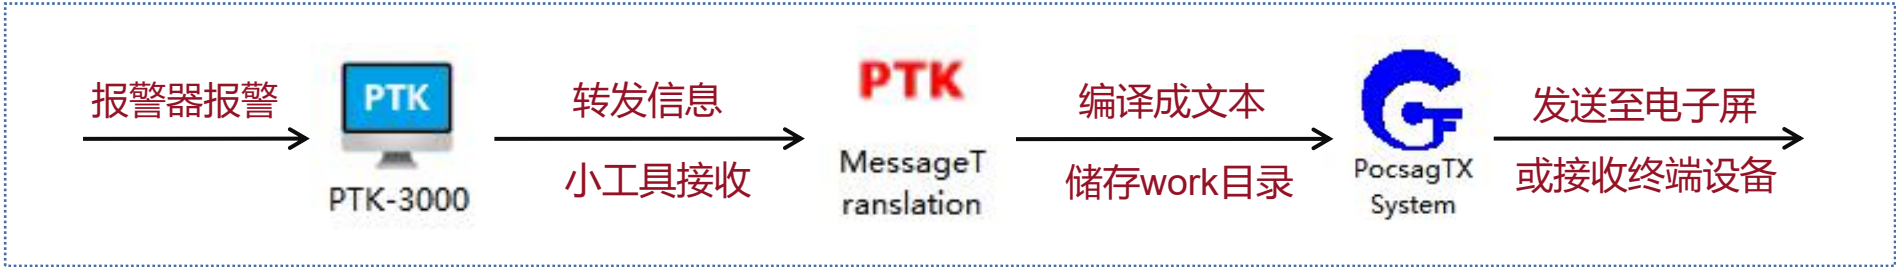 报警器报警
PTK
PTK-3000
转发信息
小工具接收
PTK
MessageT
ranslation
编译成文本
储存work目录
PocsagTX
System
发送至电子屏
或接收终端设备